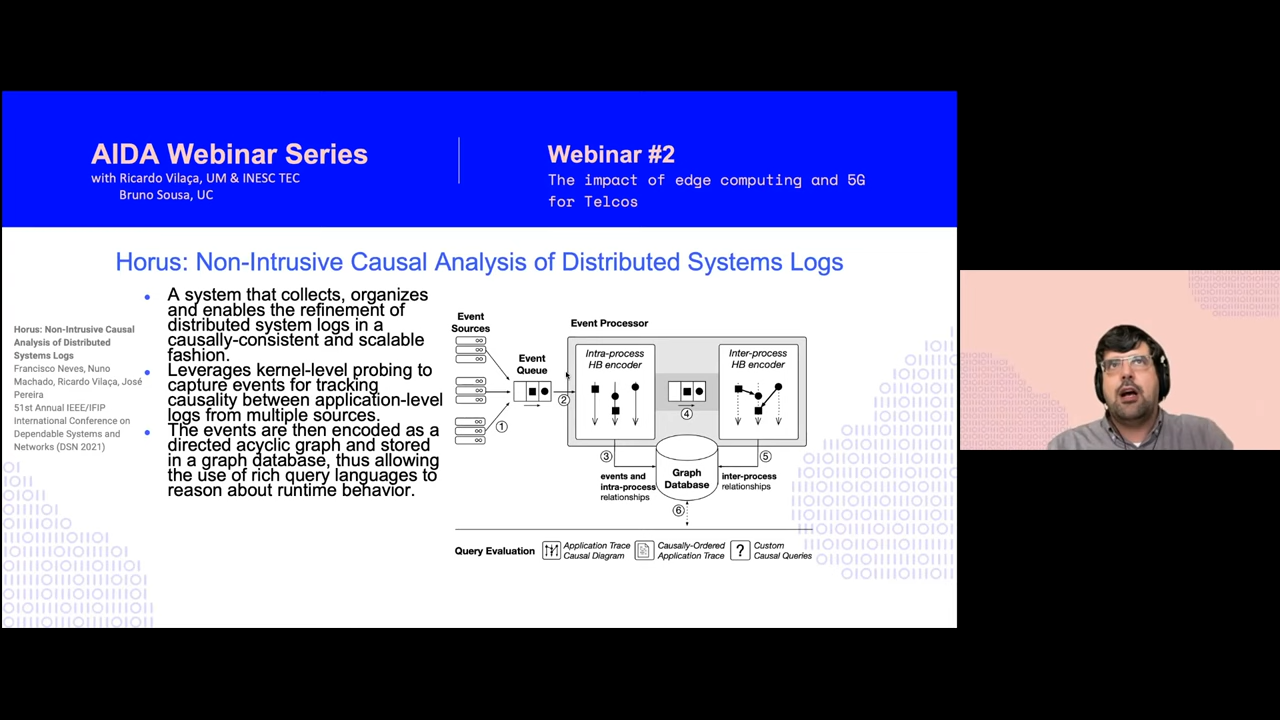 AIDA Webinar Series
with Ricardo Vilaça, UM & INESC TEC
Bruno Sousa, UC
Webinar #2
The impact of edge computing and 5G
for Telcos
Horus: Non-Intrusive Causal Analysis of Distributed Systems Logs
Horus: Non-Intrusive Causal
Analysis of Distributed
Systems Logs
Francisco Neves, Nuno
Machado, Ricardo Vilaça, José
Pereira
51st Annual IEEE/IFIP
International Conference on
Dependable Systems and
Networks (DSN 2021)
• A system that collects, organizes
and enables the refinement of
distributed system logs in a
causally-consistent and scalable
fashion.
• Leverages kernel-level probing to
capture events for tracking
causality between application-level
logs from multiple sources.
• The events are then encoded as a
directed acyclic graph and stored
in a graph database, thus allowing
the use of rich query languages to
reason about runtime behavior.
Event
Sources
Event
Queue
Event Processor
Intra-process
HB encoder
Inter-process
HB encoder
①
②
③
④
⑤
⑥
events and
intra-process
relationships
Graph
Database
inter-process
relationships
Query Evaluation
Application Trace
Causal Diagram
Causally-Ordered
Application Trace
?
Custom
Causal Queries